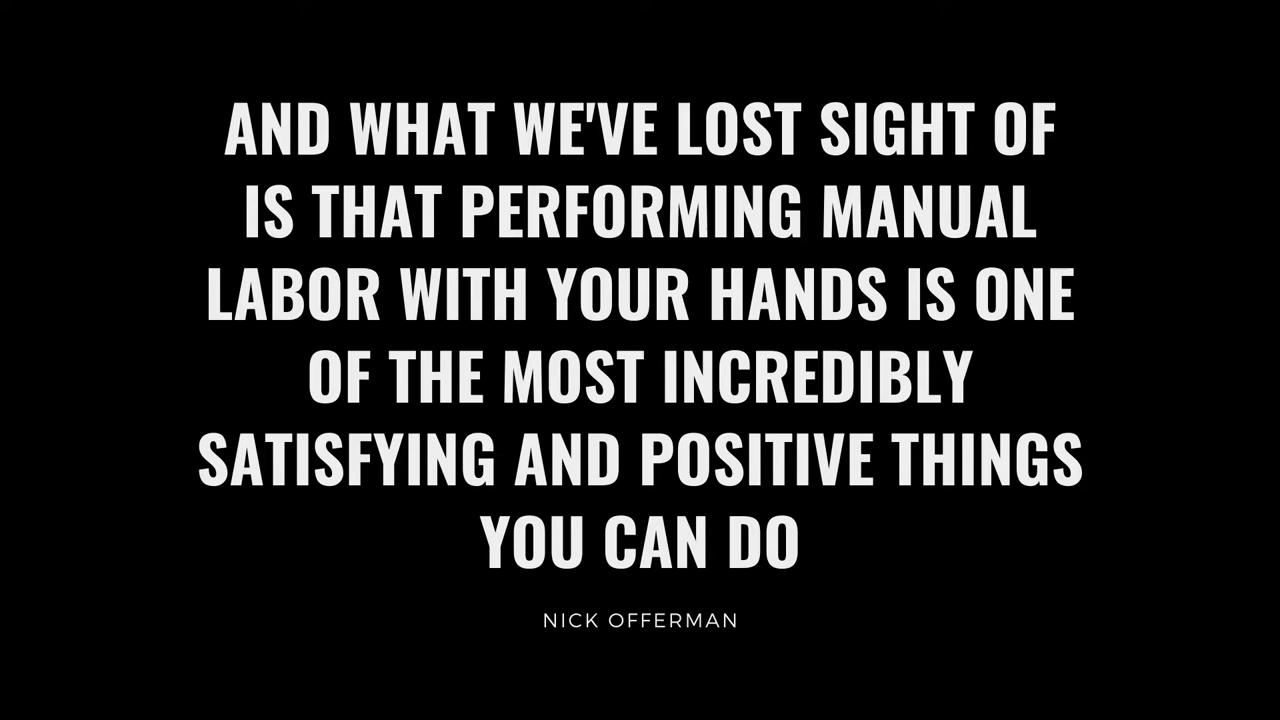 AND WHAT WE'VE LOST SIGHT OF
IS THAT PERFORMING MANUAL
LABOR WITH YOUR HANDS IS ONE
OF THE MOST INCREDIBLY
SATISFYING AND POSITIVE THINGS
YOU CAN DO
NICK OFFERMAN